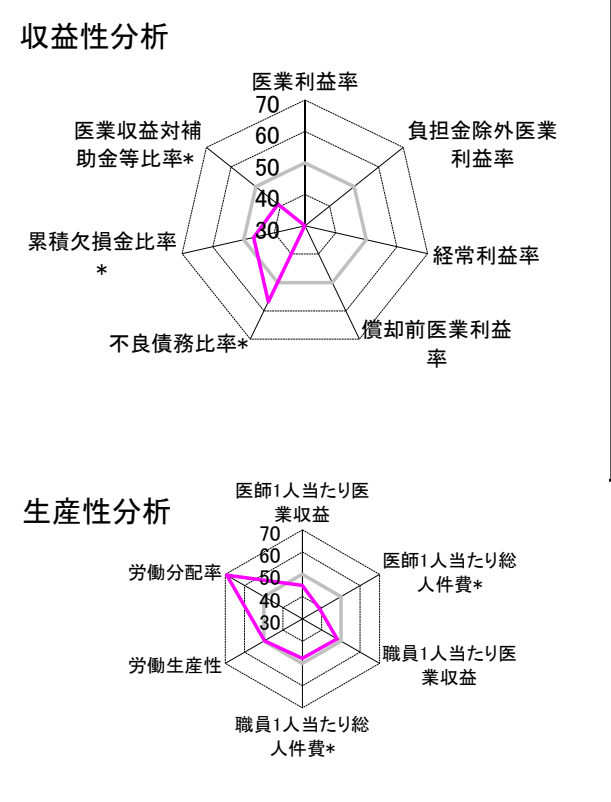 収益性分析
医業利益率
70
60
50
40
30
負担金除外医業
利益率
経常利益率
償却前医業利益
率
不良債務比率*
累積欠損金比率
*
医業収益対補
助金等比率*
生産性分析
医師1人当たり医
業収益
70
60
50
40
30
医師1人当たり総
人件費*
職員1人当たり医
業収益
職員1人当たり総
人件費*
労働生産性
労働分配率